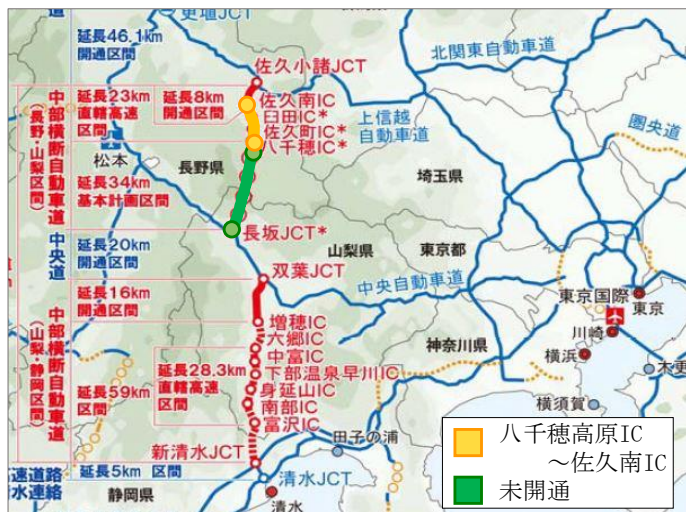 更埴JCT
延長46.1km
開通区間
北関東自動車道
佐久小諸JCT
中部横断自動車道
(長野・山梨区間)
延長23km
直轄高速
区間
延長8km
開通区間
佐久南IC
臼田IC*
佐久町IC*
八千穂IC*
上信越
自動車道
圏央道
松本
長野県
埼玉県
延長34km
基本計画区間
中央道
長坂JCT*
山梨県
東京都
延長20km
開通区間
双葉JCT
中央自動車道
東京国際
東京
延長16km
開通区間
増穂IC
六郷IC
中富IC
下部温泉早川IC
身延山IC
南部IC
富沢IC
中部横断自動車道
(山梨・静岡区間)
延長28.3km
直轄高速
区間
延長59km
開通区間
神奈川県
川崎
横浜
木更
横須賀
新清水JCT
田子の浦
速道路
水連絡
延長5km 区間
清水JCT
静岡県
清水
八千穂高原IC
～佐久南IC
未開通